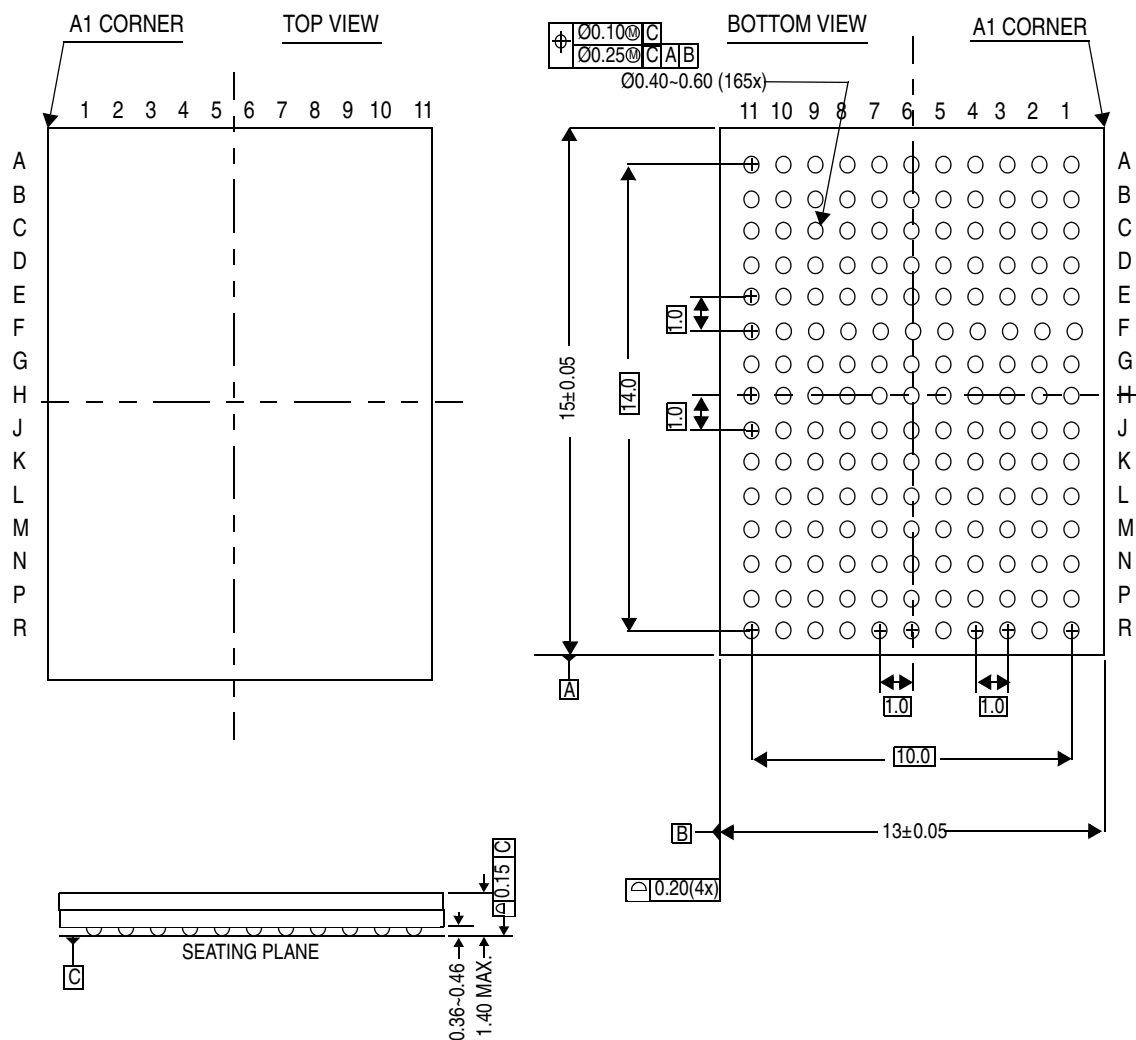 A1 CORNER
TOP VIEW
1 2 3 4 5 6 7 8 9 10 11
A
B
C
D
E
F
G
H
J
K
L
M
N
P
R
⌖ Ø0.10Ⓜ C
Ø0.25Ⓜ C A B
BOTTOM VIEW
A1 CORNER
Ø0.40~0.60 (165x)
11 10 9 8 7 6 5 4 3 2 1
A
B
C
D
E
F
G
H
J
K
L
M
N
P
R
1.0
1.0
14.0
15±0.05
A
1.0
1.0
10.0
B
13±0.05
⌓ 0.20(4x)
⌓ 0.15 C
SEATING PLANE
C
0.36~0.46
1.40 MAX.